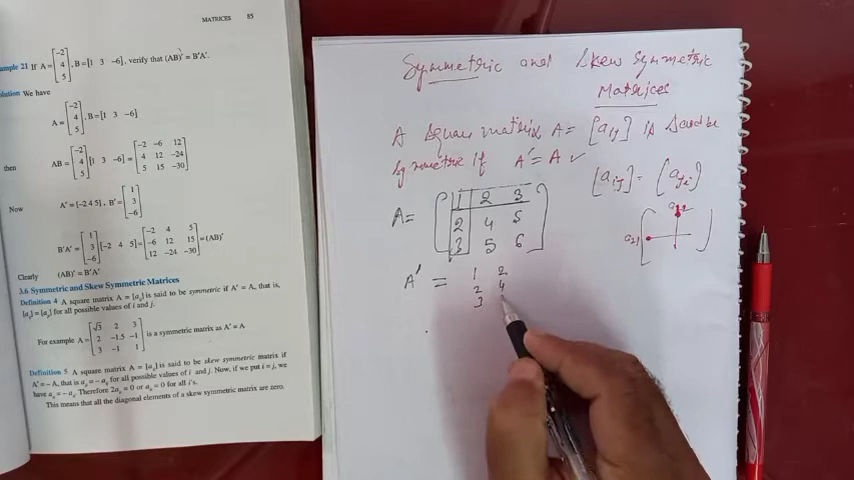 MATRICES 85
ample 21 If A = [-2 4 5], B = [1 3 -6], verify that (AB)′ = B′A′.
lution We have
A = [-2 4 5], B = [1 3 -6]
then AB = [-2 4 5] [1 3 -6] = [-2 -6 12 4 12 -24 5 15 -30]
Now A′ = [-2 4 5], B′ = [1 3 -6]
B′A′ = [1 3 -6] [-2 4 5] = [-2 4 5 -6 12 15 12 -24 -30] = (AB)′
Clearly (AB)′ = B′A′
3.6 Symmetric and Skew Symmetric Matrices
Definition 4 A square matrix A = [aij] is said to be symmetric if A′ = A, that is,
[aij] = [aji] for all possible values of i and j.
For example A = [√3 2 3 2 -1.5 -1 3 -1 1] is a symmetric matrix as A′ = A
Definition 5 A square matrix A = [aij] is said to be skew symmetric matrix if
A′ = -A, that is aji = -aij for all possible values of i and j. Now, if we put i = j, we
have aii = -aii. Therefore 2aii = 0 or aii = 0 for all i's.
This means that all the diagonal elements of a skew symmetric matrix are zero.
Symmetric and Skew Symmetric
Matrices
A Square matrix A = [aij] is said be
Symmetric if A′ = A ✓
[aij] = [aji]
A = [1 2 3 2 4 5 3 5 6]
a12
a21
A′ = 1 2
2 4
3